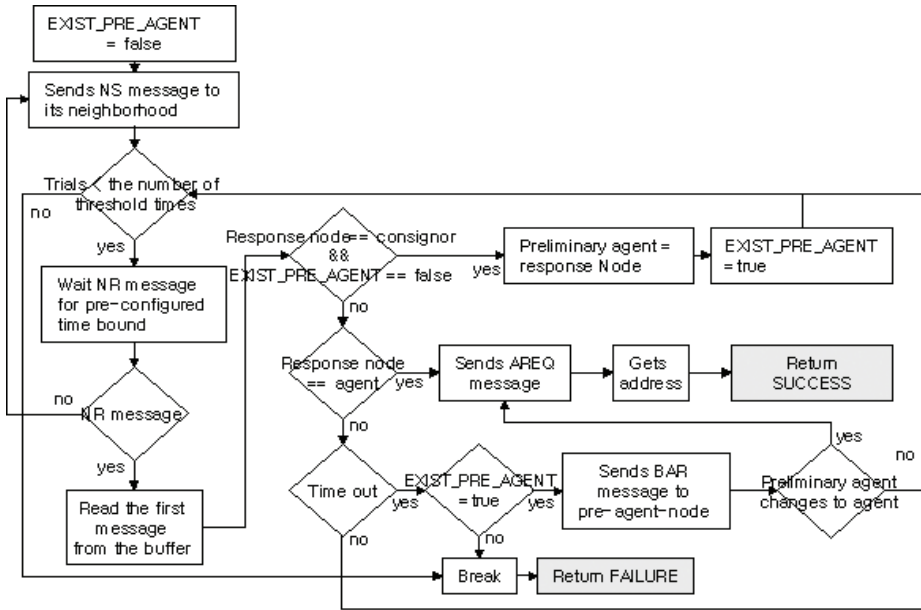 EXIST_PRE_AGENT
= false
Sends NS message to
its neighborhood
Trials < the number of
threshold times
no
yes
Wait NR message
for pre-configured
time bound
no
NR message
yes
Read the first
message
from the buffer
Response node== consignor
&&
EXIST_PRE_AGENT == false
yes
Preliminary agent =
response Node
EXIST_PRE_AGENT
= true
no
Response node
== agent
yes
Sends AREQ
message
Gets
address
Return
SUCCESS
no
Time out
yes
EXIST_PRE_AGENT
= true
yes
Sends BAR
message to
pre-agent-node
yes
no
Preliminary agent
changes to agent
no
no
Break
Return FAILURE